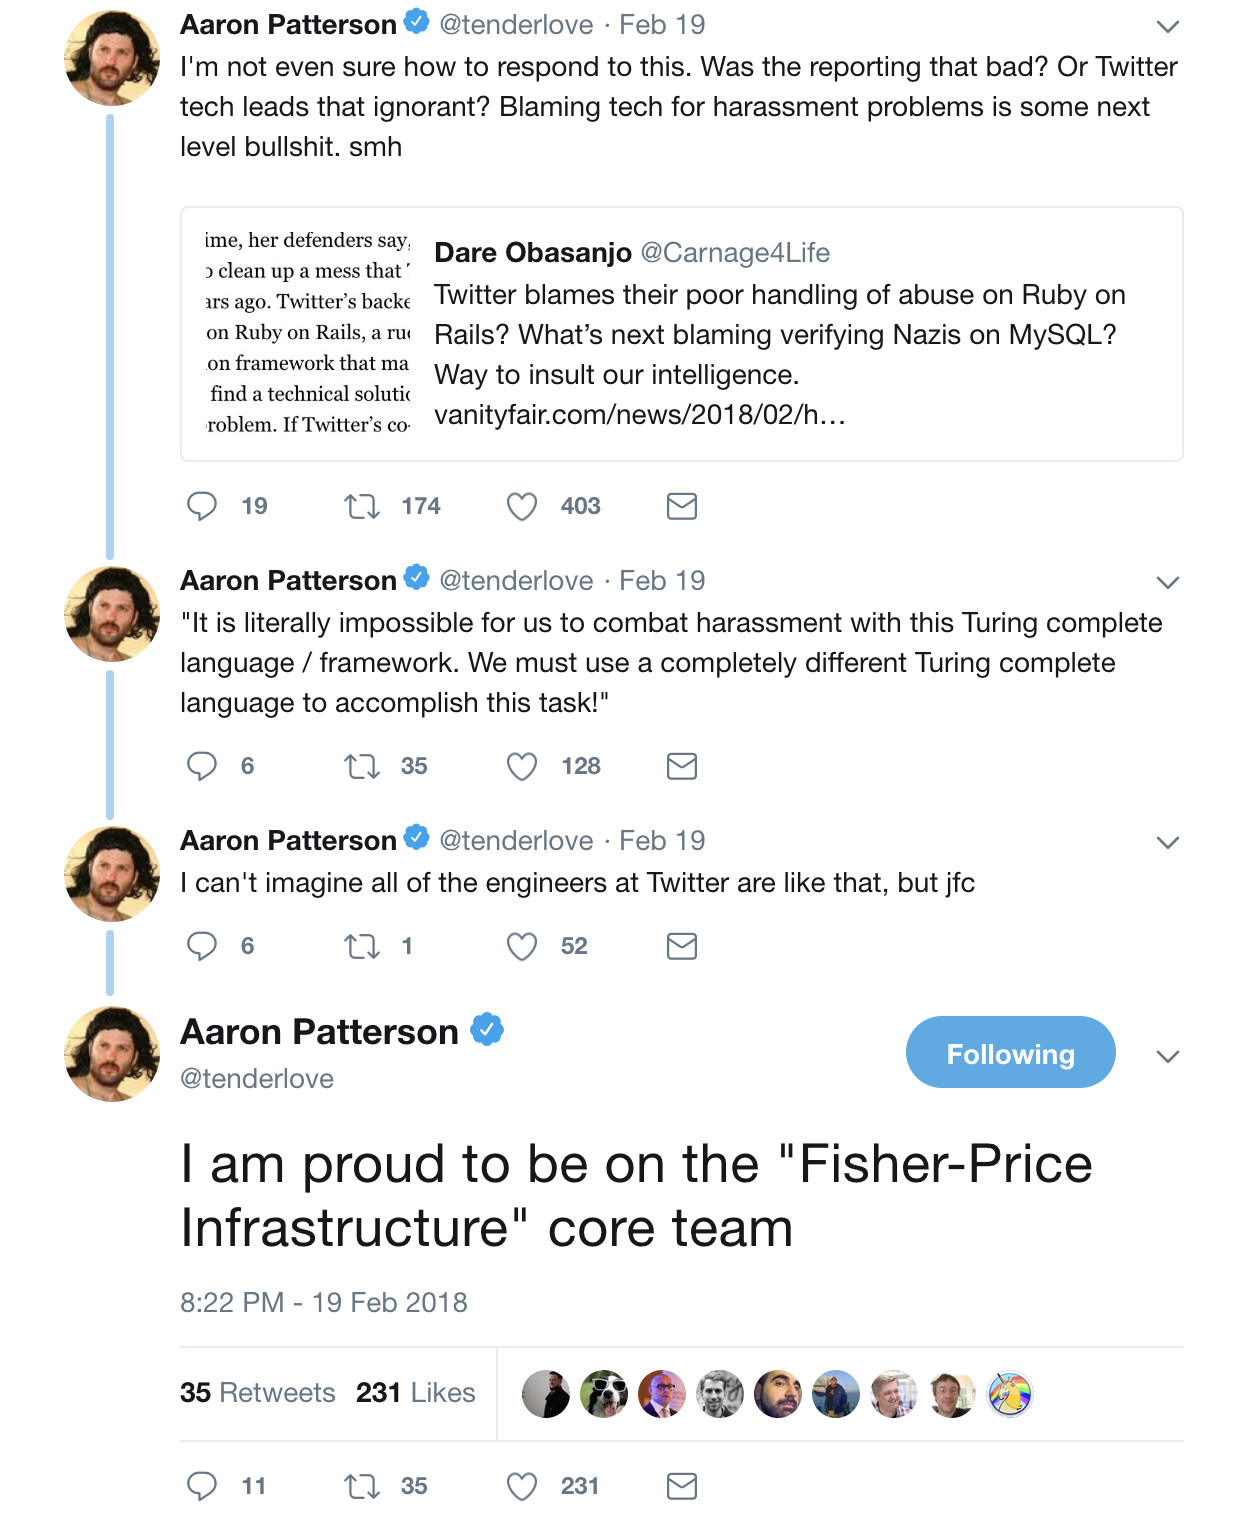 Aaron Patterson @tenderlove · Feb 19
I'm not even sure how to respond to this. Was the reporting that bad? Or Twitter
tech leads that ignorant? Blaming tech for harassment problems is some next
level bullshit. smh
ime, her defenders say,
o clean up a mess that
ars ago. Twitter's backe
on Ruby on Rails, a ru
on framework that ma
find a technical solutio
roblem. If Twitter's co-
Dare Obasanjo @Carnage4Life
Twitter blames their poor handling of abuse on Ruby on
Rails? What's next blaming verifying Nazis on MySQL?
Way to insult our intelligence.
vanityfair.com/news/2018/02/h…
19 174 403
Aaron Patterson @tenderlove · Feb 19
"It is literally impossible for us to combat harassment with this Turing complete
language / framework. We must use a completely different Turing complete
language to accomplish this task!"
6 35 128
Aaron Patterson @tenderlove · Feb 19
I can't imagine all of the engineers at Twitter are like that, but jfc
6 1 52
Aaron Patterson
@tenderlove
Following
I am proud to be on the "Fisher-Price
Infrastructure" core team
8:22 PM - 19 Feb 2018
35 Retweets 231 Likes
11 35 231